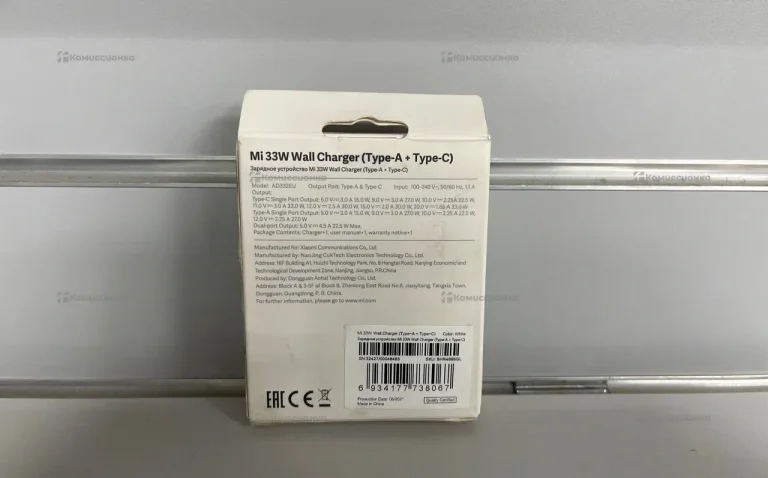 Комиссионка
Комиссионка
Mi 33W Wall Charger (Type-A + Type-C)
Зарядное устройство Mi 33W Wall Charger (Type-A + Type-C)
Комиссионка
Комиссионка
Model: AD332EU Output Port: Type-A & Type-C Input: 100-240 V~, 50/60 Hz, 1.1 A
Output:
Type-C Single Port Output: 5.0 V⎓3.0 A 15.0 W, 9.0 V⎓3.0 A 27.0 W, 10.0 V⎓2.25A 22.5 W,
11.0 V⎓3.0 A 33.0 W, 12.0 V⎓2.5 A 30.0 W, 15.0 V⎓2.0 A 30.0 W, 20.0 V⎓1.65 A 33.0 W
Type-A Single Port Output: 5.0 V⎓3.0 A 15.0 W, 9.0 V⎓3.0 A 27.0 W, 10.0 V⎓2.25 A 22.5 W,
12.0 V⎓2.25 A 27.0 W
Dual-port Output: 5.0 V⎓4.5 A 22.5 W Max.
Package Contents: Charger×1, user manual×1, warranty notice×1
Manufactured for: Xiaomi Communications Co., Ltd.
Manufactured by: NanJing CukTech Electronics Technology Co., Ltd.
Address: 16F Building A1, Huizhi Technology Park, No. 8 Hengtai Road, Nanjing Economic and
Technological Development Zone, Nanjing, Jiangsu, P.R.China
Produced by: Dongguan Aohai Technology Co., Ltd.
Address: Block A & 3-5F of Block B, Zhenlong East Road No.6, Jiaoyitang, Tangxia Town,
Dongguan, Guangdong, P. R. China.
For further information, please go to www.mi.com
Комиссионка
Комиссионка
Mi 33W Wall Charger (Type-A + Type-C) Color: White
Зарядное устройство Mi 33W Wall Charger (Type-A + Type-C)
SKU: BHR4996GL
6 934177 738067
EAC CE
Production Date:
Made in China
Quality Certified
Комиссионка